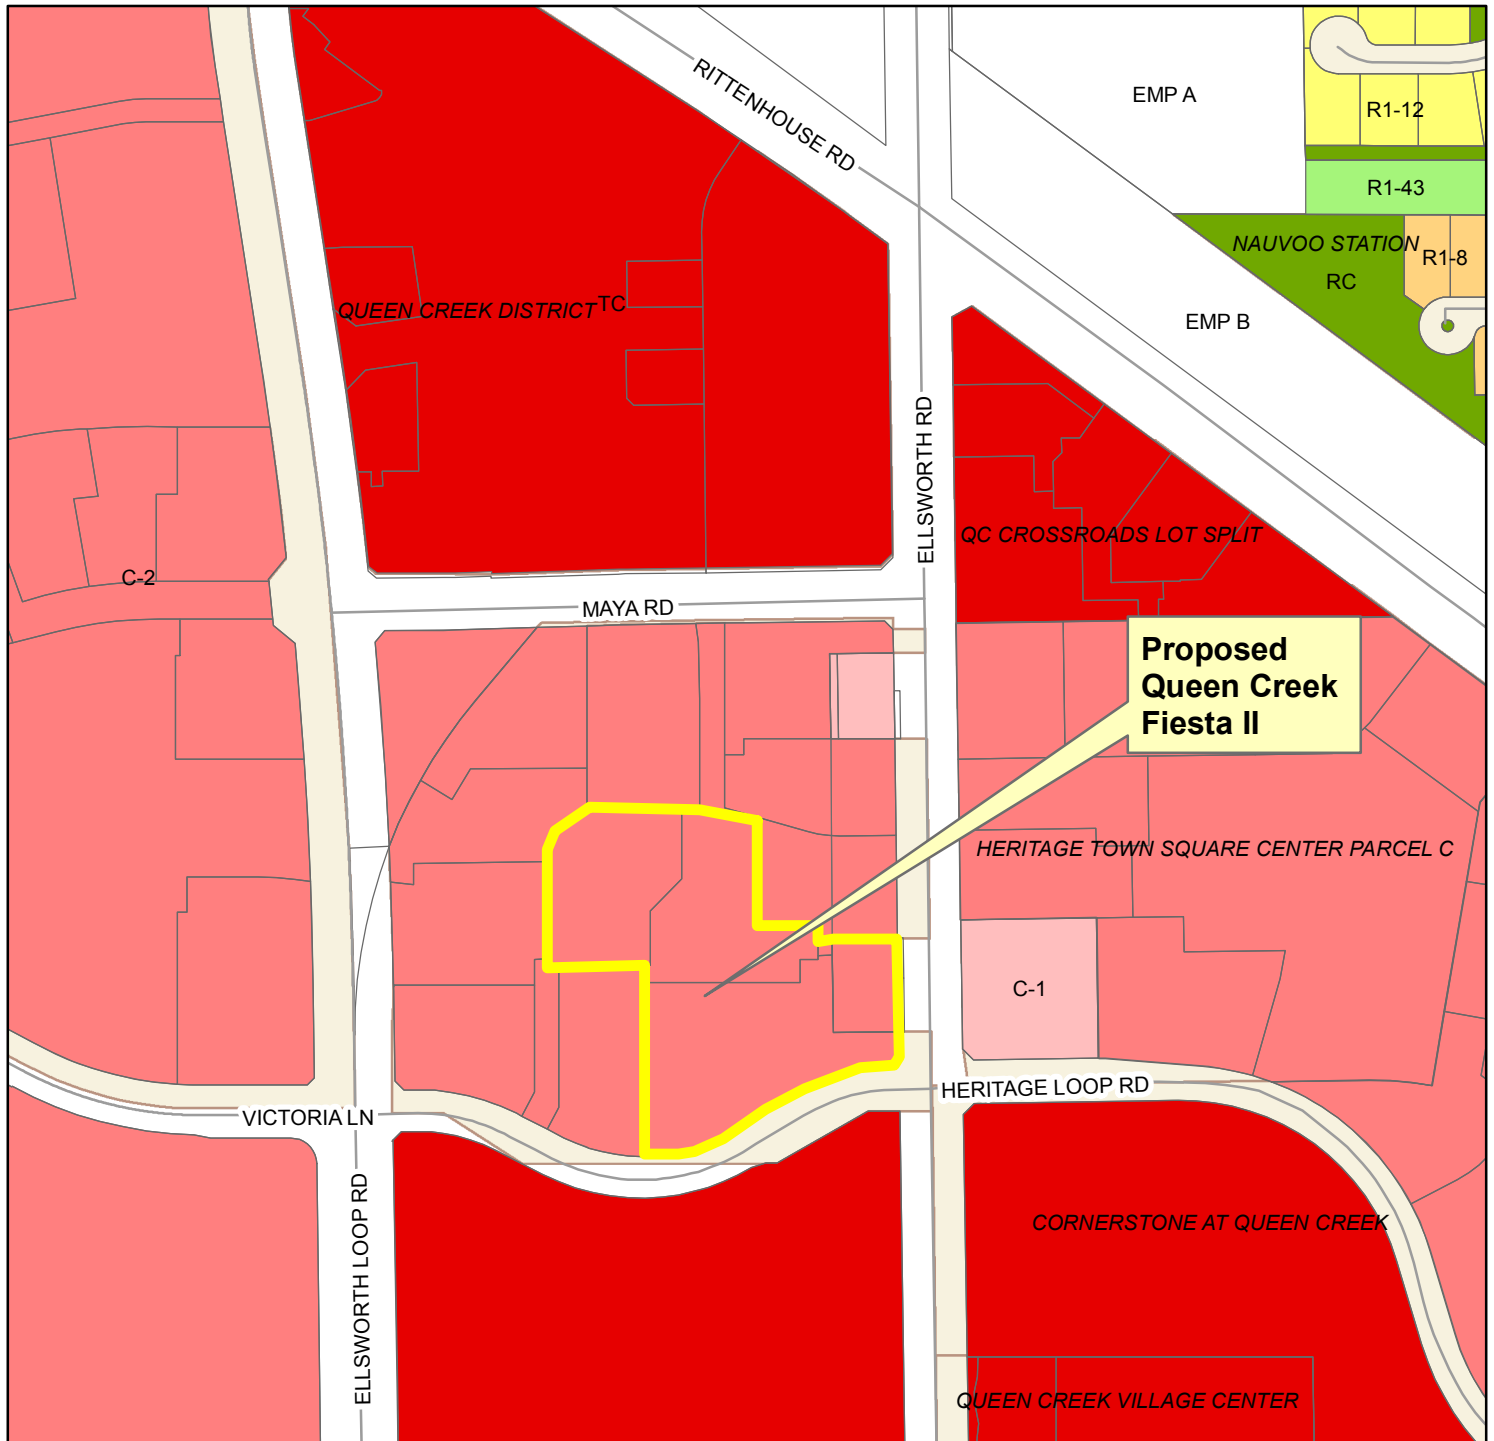 RITTENHOUSE RD
EMP A
R1-12
R1-43
NAUVOO STATION
R1-8
RC
QUEEN CREEK DISTRICT
TC
EMP B
ELLSWORTH RD
QC CROSSROADS LOT SPLIT
C-2
MAYA RD
Proposed
Queen Creek
Fiesta II
HERITAGE TOWN SQUARE CENTER PARCEL C
C-1
HERITAGE LOOP RD
VICTORIA LN
ELLSWORTH LOOP RD
CORNERSTONE AT QUEEN CREEK
QUEEN CREEK VILLAGE CENTER